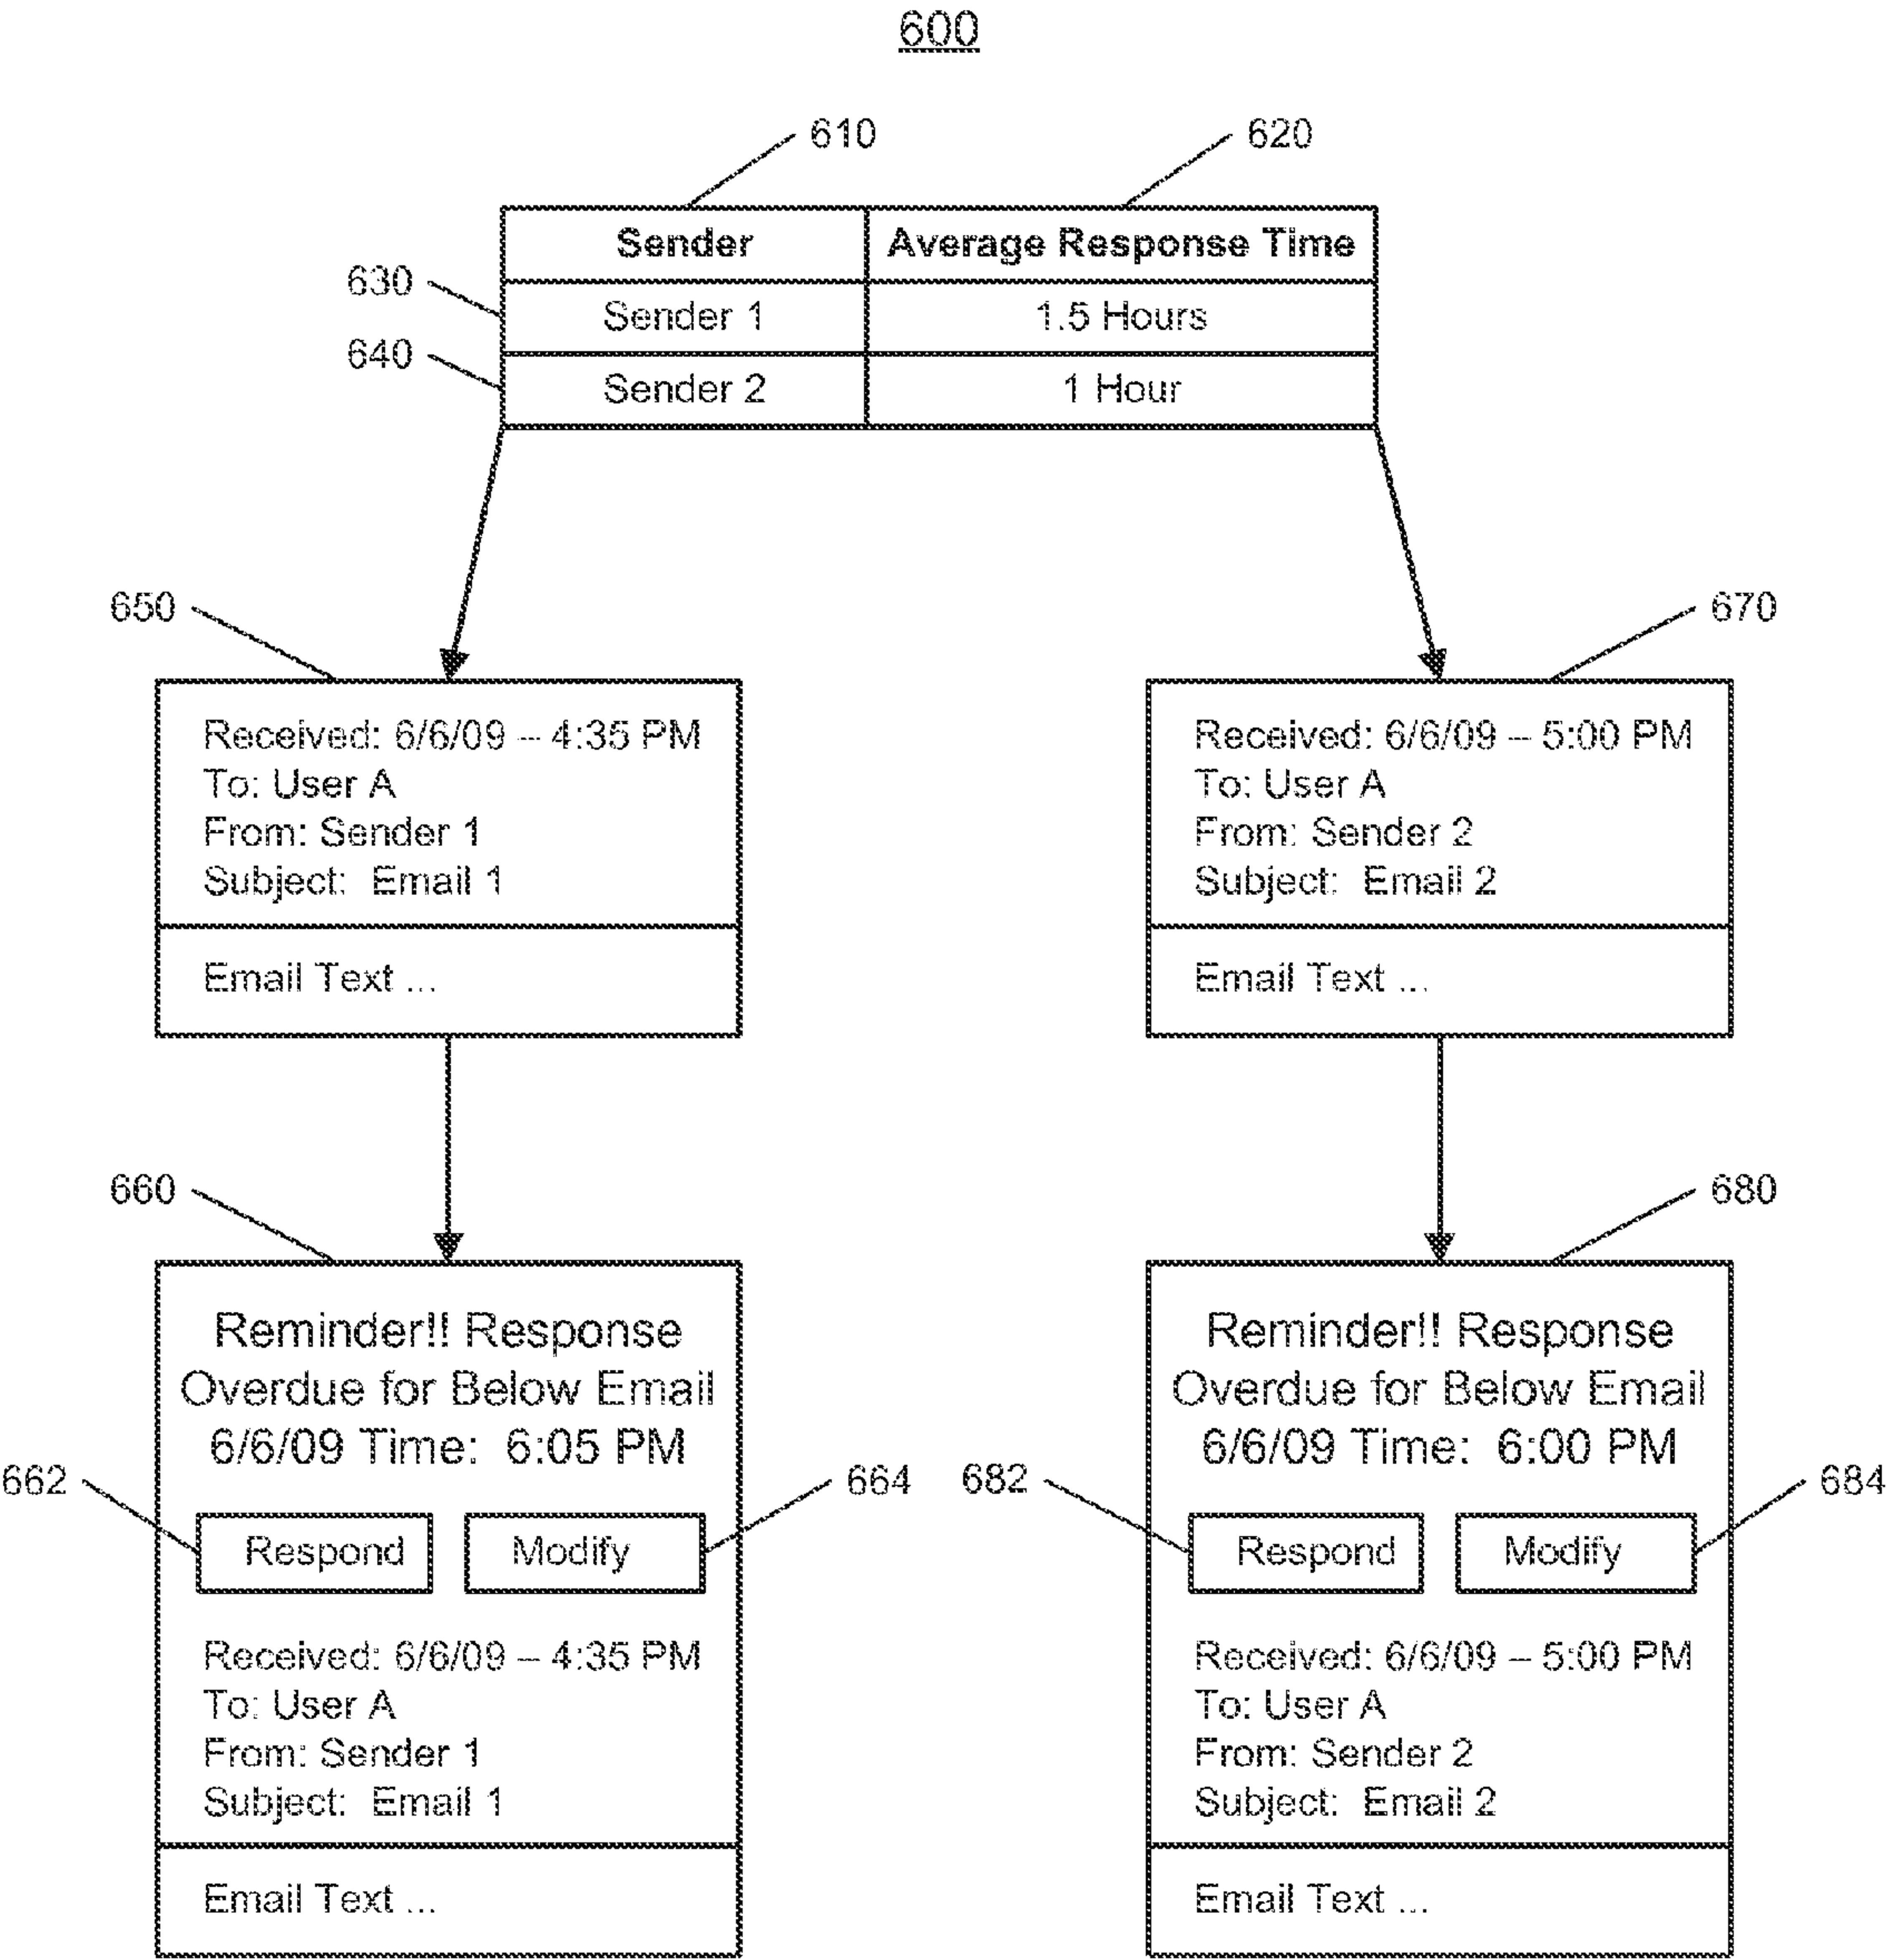 600
610
620
Sender
Average Response Time
630
Sender 1
1.5 Hours
640
Sender 2
1 Hour
650
Received: 6/6/09 – 4:35 PM
To: User A
From: Sender 1
Subject:  Email 1
Email Text ...
670
Received: 6/6/09 – 5:00 PM
To: User A
From: Sender 2
Subject:  Email 2
Email Text ...
660
Reminder!! Response
Overdue for Below Email
6/6/09 Time:  6:05 PM
662
664
Respond
Modify
Received: 6/6/09 – 4:35 PM
To: User A
From: Sender 1
Subject:  Email 1
Email Text ...
680
Reminder!! Response
Overdue for Below Email
6/6/09 Time:  6:00 PM
682
684
Respond
Modify
Received: 6/6/09 – 5:00 PM
To: User A
From: Sender 2
Subject:  Email 2
Email Text ...